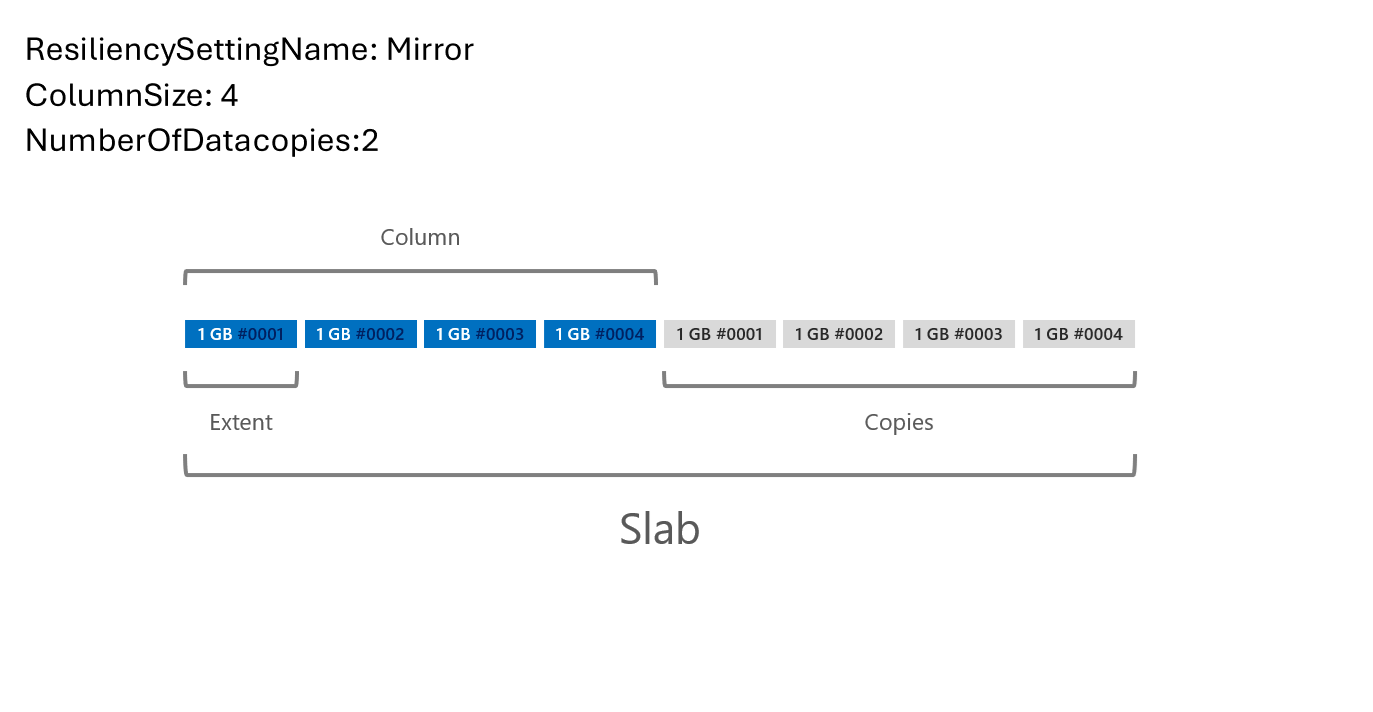 ResiliencySettingName: Mirror
ColumnSize: 4
NumberOfDatacopies:2
Column
1 GB #0001 1 GB #0002 1 GB #0003 1 GB #0004 1 GB #0001 1 GB #0002 1 GB #0003 1 GB #0004
Extent Copies
Slab